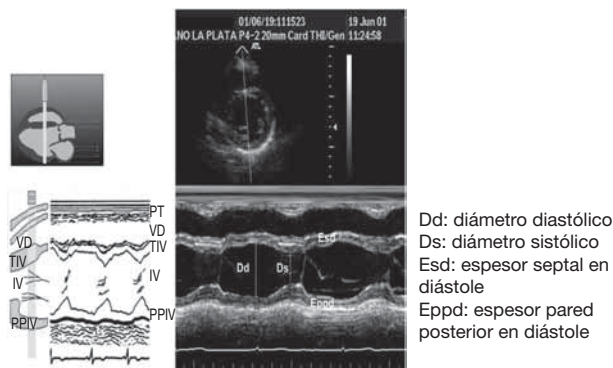 01/06/19:111523 19 Jun 01
ANO LA PLATA P4-2 20mm Card THI/Gen 11:24:58
PT
VD
VD
TIV
TIV
IV
IV
PPIV
PPIV
Esd
Dd
Ds
Eppd
Dd: diámetro diastólico
Ds: diámetro sistólico
Esd: espesor septal en
diástole
Eppd: espesor pared
posterior en diástole